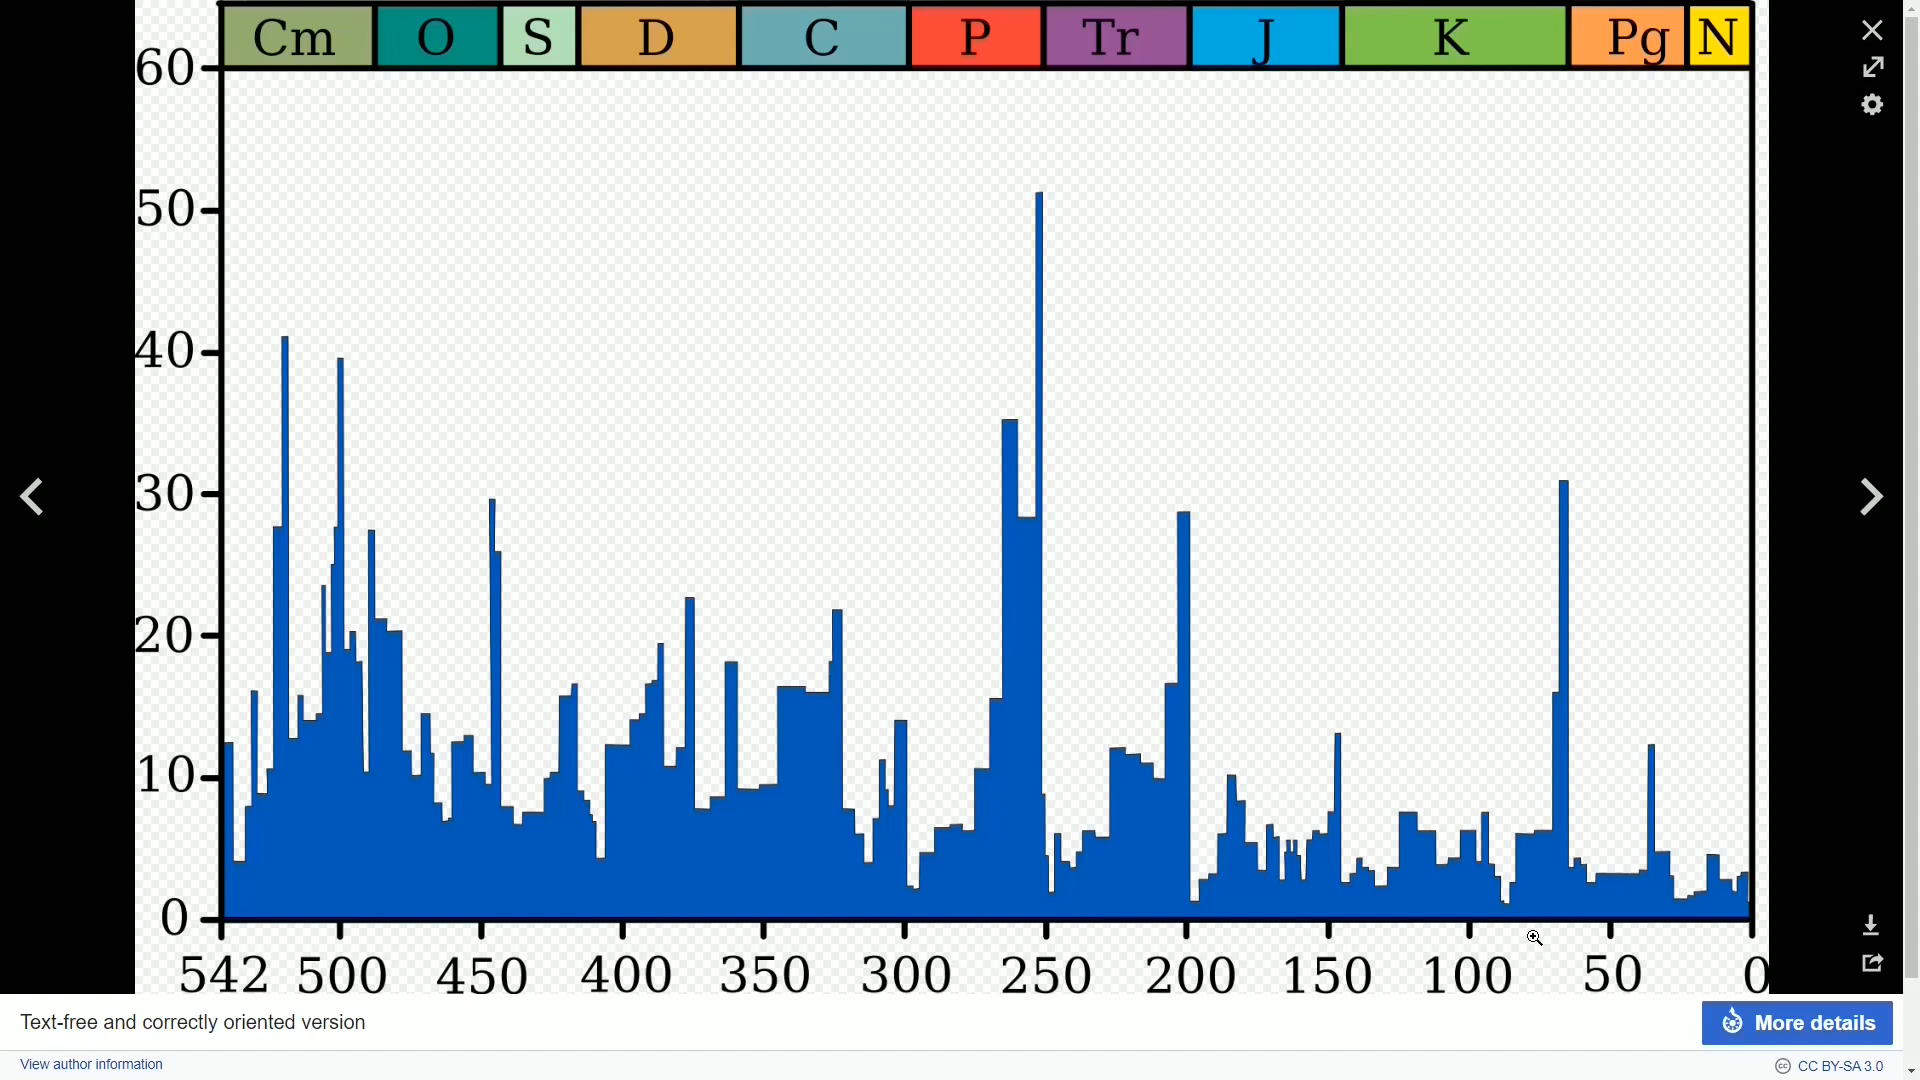 Cm O S D C P Tr J K Pg N
60
50
40
30
20
10
0
542 500 450 400 350 300 250 200 150 100 50 0
Text-free and correctly oriented version
More details
View author information
CC BY-SA 3.0